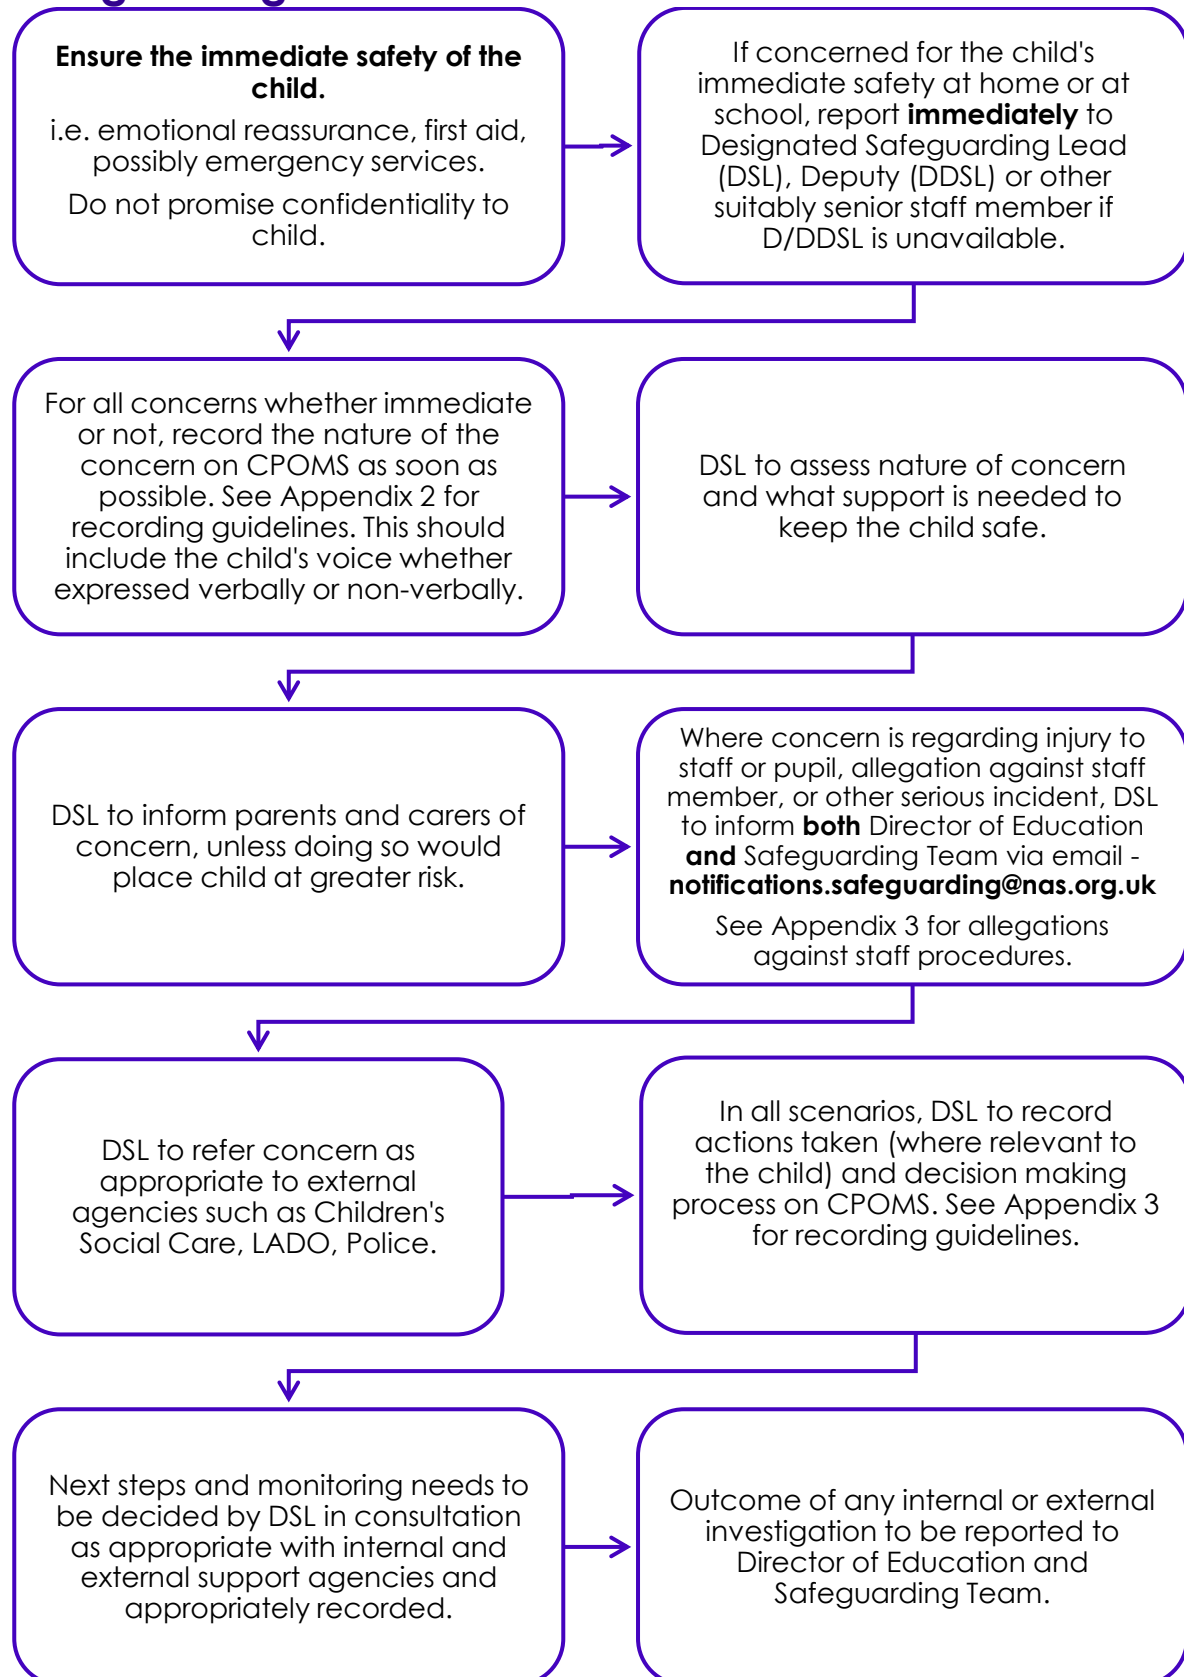 Ensure the immediate safety of the
child.
i.e. emotional reassurance, first aid,
possibly emergency services.
Do not promise confidentiality to
child.
If concerned for the child's
immediate safety at home or at
school, report immediately to
Designated Safeguarding Lead
(DSL), Deputy (DDSL) or other
suitably senior staff member if
D/DDSL is unavailable.
For all concerns whether immediate
or not, record the nature of the
concern on CPOMS as soon as
possible. See Appendix 2 for
recording guidelines. This should
include the child's voice whether
expressed verbally or non-verbally.
DSL to assess nature of concern
and what support is needed to
keep the child safe.
DSL to inform parents and carers of
concern, unless doing so would
place child at greater risk.
Where concern is regarding injury to
staff or pupil, allegation against staff
member, or other serious incident, DSL
to inform both Director of Education
and Safeguarding Team via email -
notifications.safeguarding@nas.org.uk
See Appendix 3 for allegations
against staff procedures.
DSL to refer concern as
appropriate to external
agencies such as Children's
Social Care, LADO, Police.
In all scenarios, DSL to record
actions taken (where relevant to
the child) and decision making
process on CPOMS. See Appendix 3
for recording guidelines.
Next steps and monitoring needs to
be decided by DSL in consultation
as appropriate with internal and
external support agencies and
appropriately recorded.
Outcome of any internal or external
investigation to be reported to
Director of Education and
Safeguarding Team.